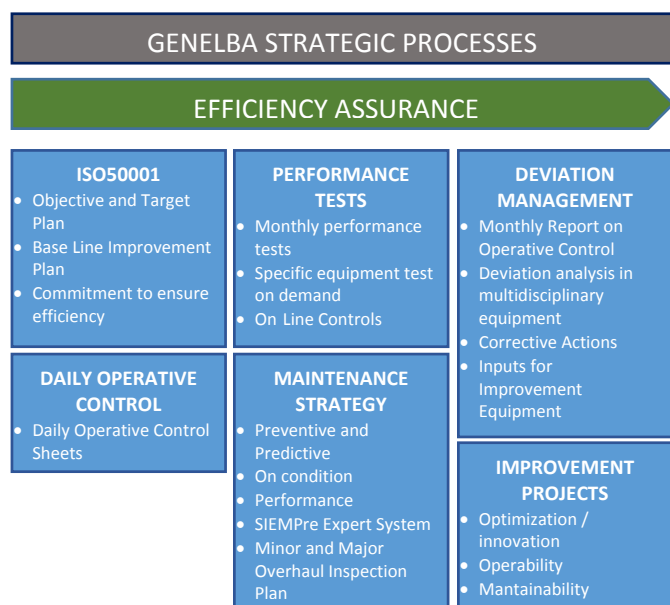 GENELBA STRATEGIC PROCESSES
EFFICIENCY ASSURANCE
ISO50001
• Objective and Target
Plan
• Base Line Improvement
Plan
• Commitment to ensure
efficiency
DAILY OPERATIVE
CONTROL
• Daily Operative Control
Sheets
PERFORMANCE
TESTS
• Monthly performance
tests
• Specific equipment test
on demand
• On Line Controls
MAINTENANCE
STRATEGY
• Preventive and
Predictive
• On condition
• Performance
• SIEMPre Expert System
• Minor and Major
Overhaul Inspection
Plan
DEVIATION
MANAGEMENT
• Monthly Report on
Operative Control
• Deviation analysis in
multidisciplinary
equipment
• Corrective Actions
• Inputs for
Improvement
Equipment
IMPROVEMENT
PROJECTS
• Optimization /
innovation
• Operability
• Mantainability